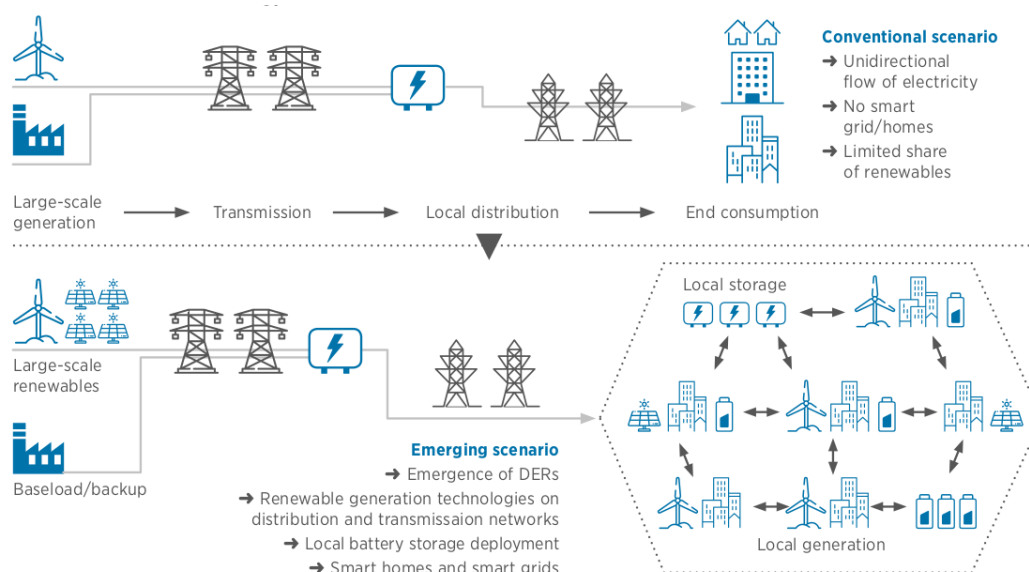 Conventional scenario
➜ Unidirectional
flow of electricity
➜ No smart
grid/homes
➜ Limited share
of renewables
Large-scale
generation
Transmission
Local distribution
End consumption
Large-scale
renewables
Baseload/backup
Emerging scenario
➜ Emergence of DERs
➜ Renewable generation technologies on
distribution and transmissaion networks
➜ Local battery storage deployment
➜ Smart homes and smart grids
Local storage
Local generation